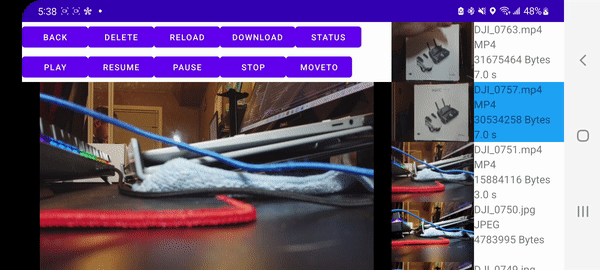 5:38
48%
BACK DELETE RELOAD DOWNLOAD STATUS
PLAY RESUME PAUSE STOP MOVETO
DJI_0763.mp4
MP4
31675464 Bytes
7.0 s
DJI_0757.mp4
MP4
30534258 Bytes
7.0 s
DJI_0751.mp4
MP4
15884116 Bytes
3.0 s
DJI_0750.jpg
JPEG
4783995 Bytes
DJI_0749.jpg